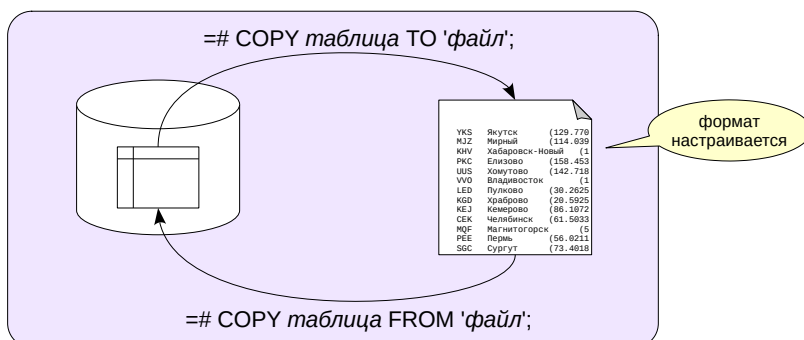 =# COPY таблица TO 'файл';
YKS Якутск (129.770
MJZ Мирный (114.039
KHV Хабаровск-Новый (1
PKC Елизово (158.453
UUS Хомутово (142.718
VVO Владивосток (1
LED Пулково (30.2625
KGD Храброво (20.5925
KEJ Кемерово (86.1072
CEK Челябинск (61.5033
MQF Магнитогорск (5
PEE Пермь (56.0211
SGC Сургут (73.4018
формат
настраивается
=# COPY таблица FROM 'файл';